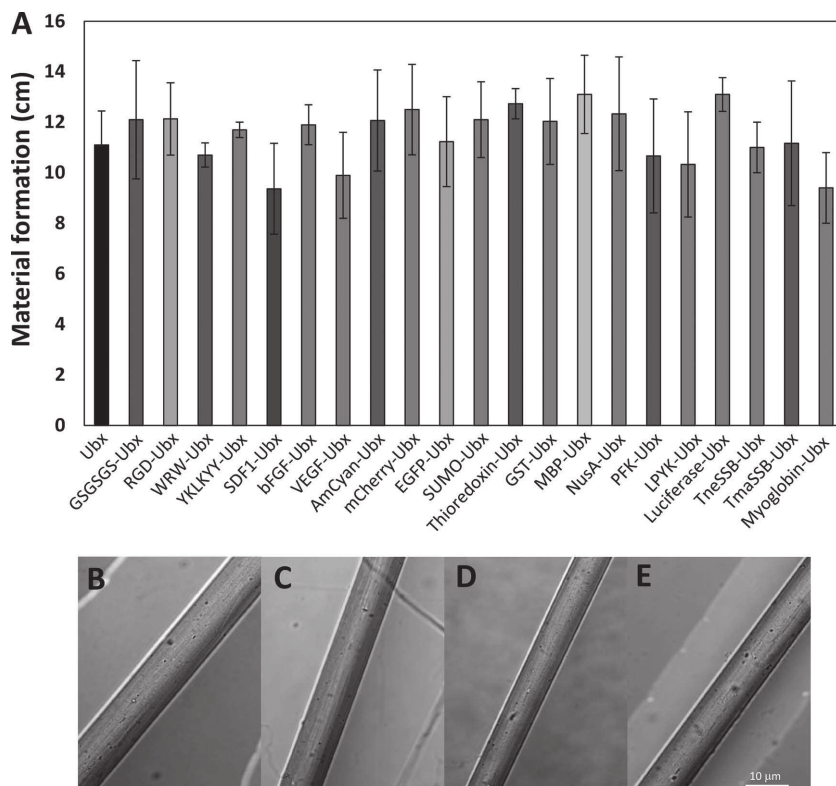 A
Material formation (cm)
16
14
12
10
8
6
4
2
0
Ubx
GSGSGS-Ubx
RGD-Ubx
WRW-Ubx
YKLKYY-Ubx
SDF1-Ubx
bFGF-Ubx
VEGF-Ubx
AmCyan-Ubx
mCherry-Ubx
EGFP-Ubx
SUMO-Ubx
Thioredoxin-Ubx
GST-Ubx
MBP-Ubx
NusA-Ubx
PFK-Ubx
LPYK-Ubx
Luciferase-Ubx
TneSSB-Ubx
TmaSSB-Ubx
Myoglobin-Ubx
B
C
D
E
10 μm